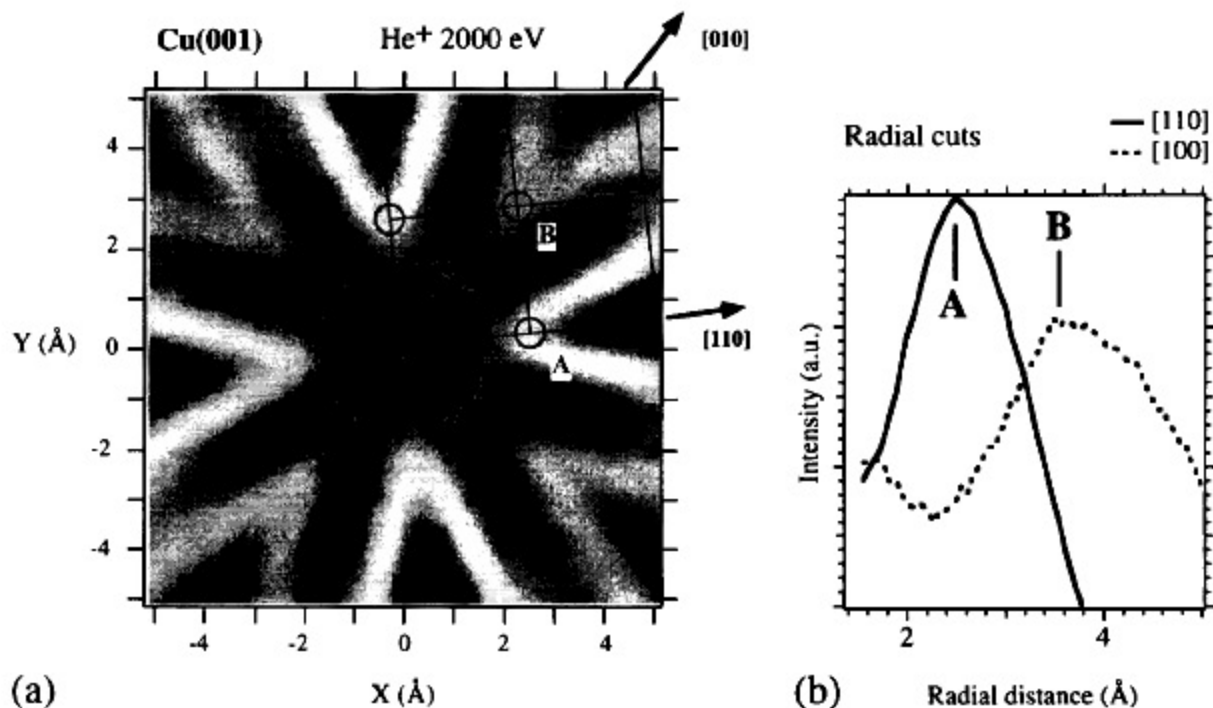 Cu(001) He⁺ 2000 eV
[010]
4
2
0
-2
-4
Y (Å)
B
A
[110]
-4 -2 0 2 4
(a) X (Å)
Radial cuts
[110]
[100]
A
B
Intensity (a.u.)
2 4
(b) Radial distance (Å)